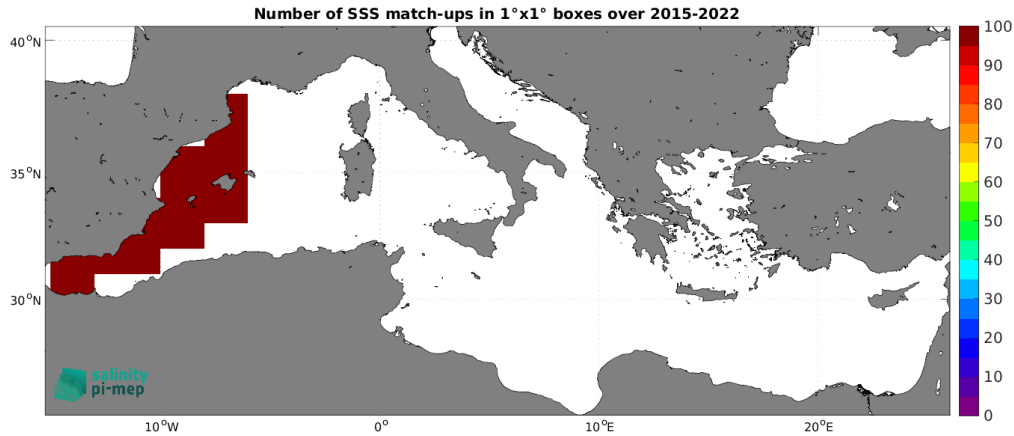 Number of SSS match-ups in 1°x1° boxes over 2015-2022
40°N
35°N
30°N
10°W
0°
10°E
20°E
100
90
80
70
60
50
40
30
20
10
0
salinity
pi-mep